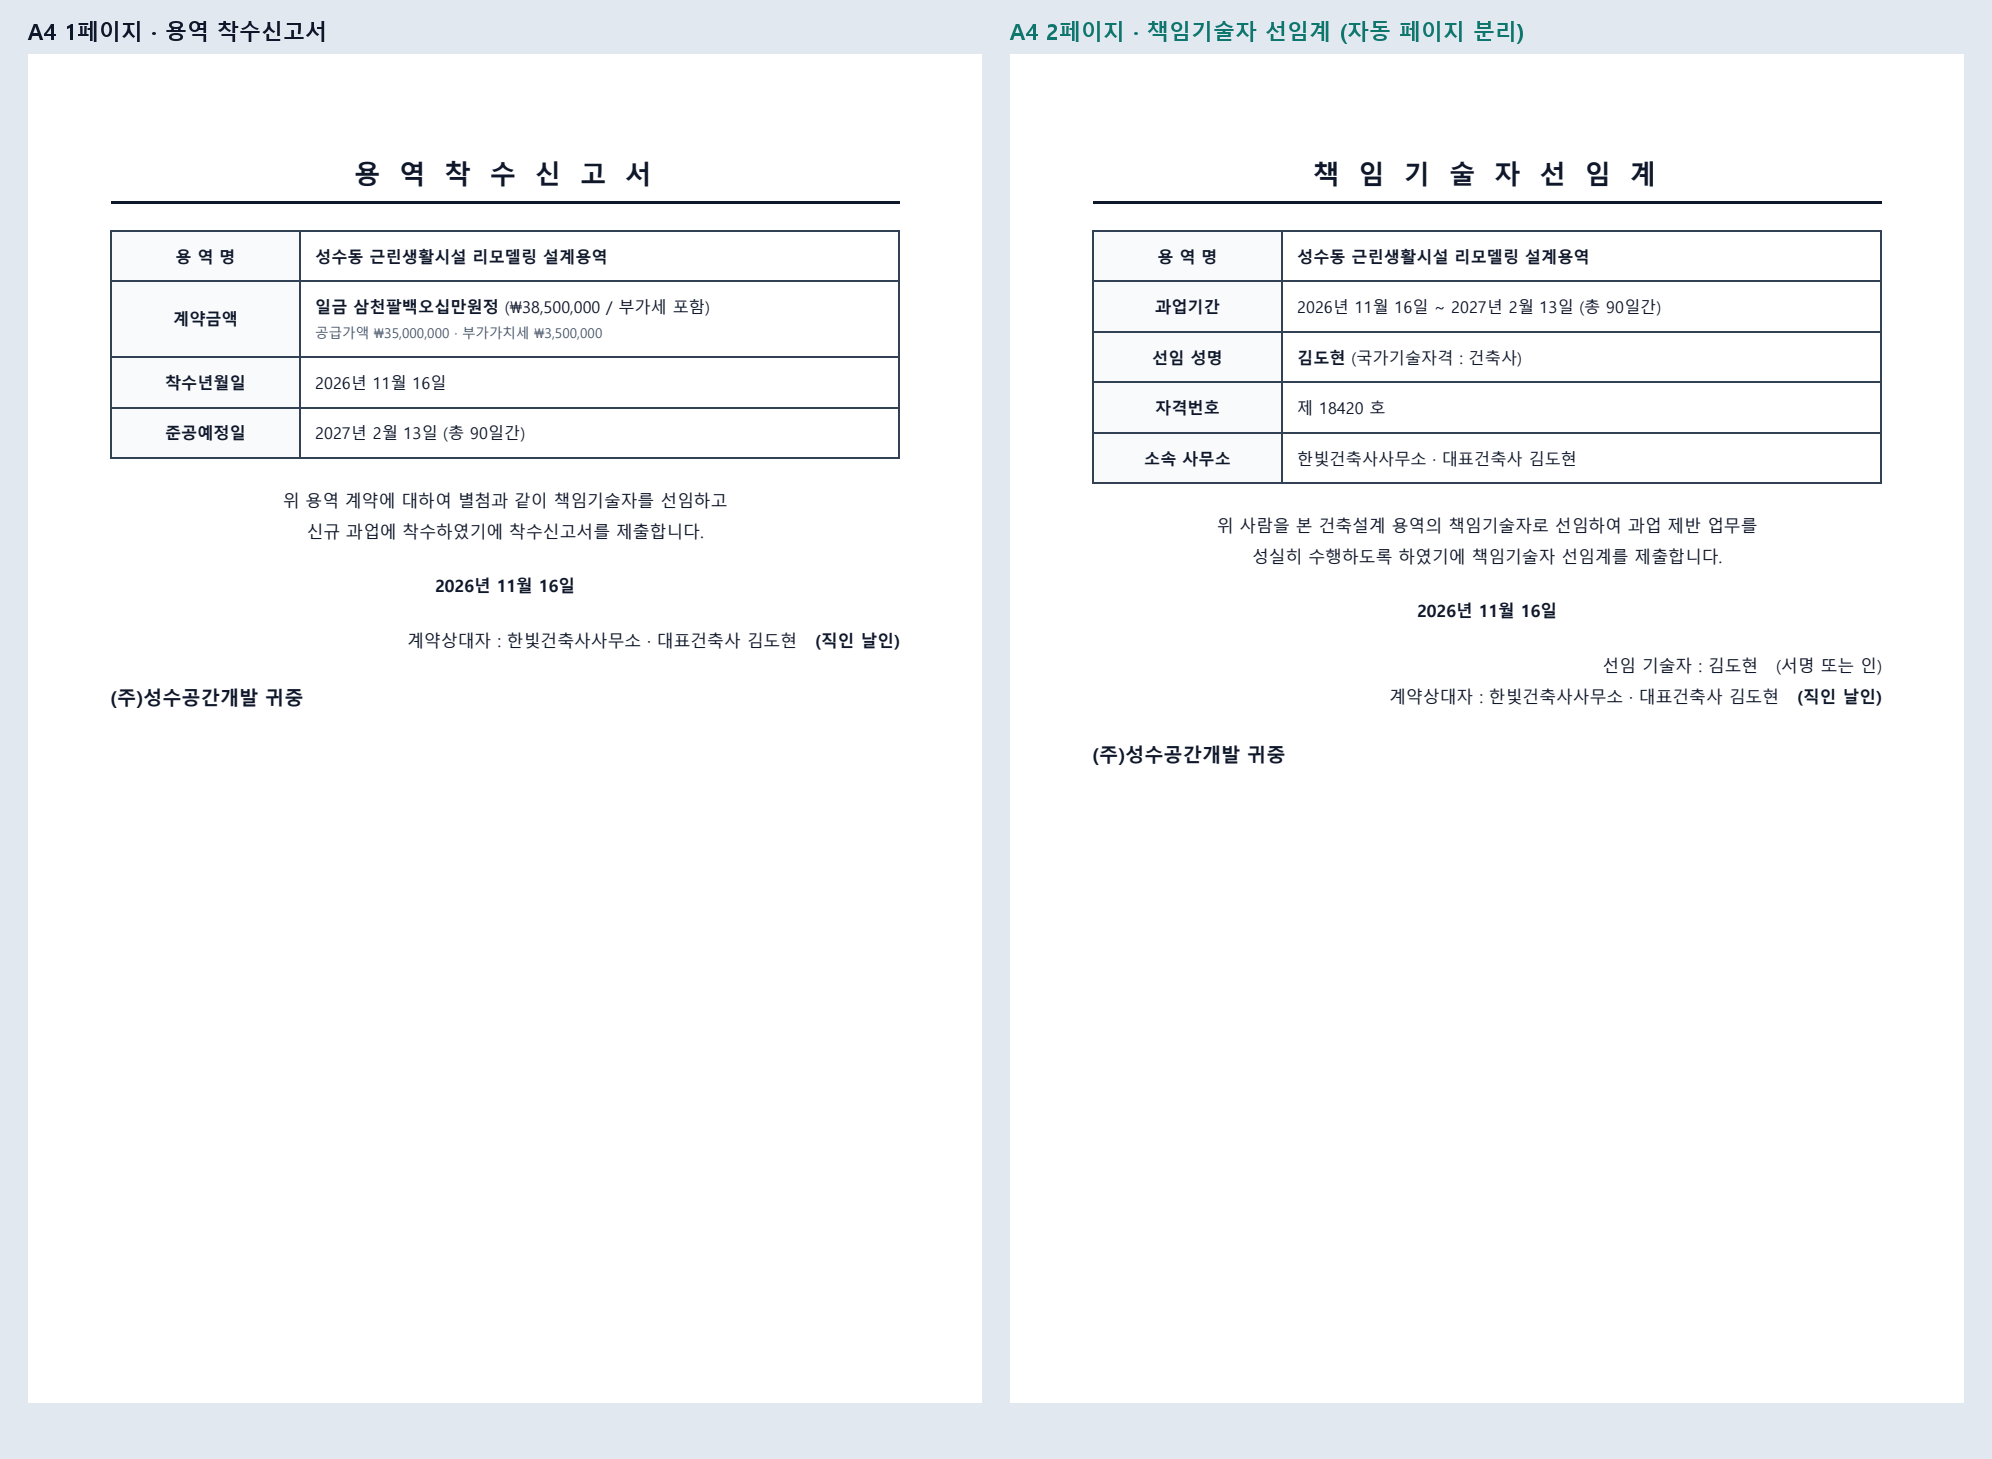 A4 1페이지 · 용역 착수신고서
용 역 착 수 신 고 서
용 역 명
성수동 근린생활시설 리모델링 설계용역
계약금액
일금 삼천팔백오십만원정 (₩38,500,000 / 부가세 포함)
공급가액 ₩35,000,000 · 부가가치세 ₩3,500,000
착수년월일
2026년 11월 16일
준공예정일
2027년 2월 13일 (총 90일간)
위 용역 계약에 대하여 별첨과 같이 책임기술자를 선임하고
신규 과업에 착수하였기에 착수신고서를 제출합니다.
2026년 11월 16일
계약상대자 : 한빛건축사사무소 · 대표건축사 김도현 (직인 날인)
(주)성수공간개발 귀중
A4 2페이지 · 책임기술자 선임계 (자동 페이지 분리)
책 임 기 술 자 선 임 계
용 역 명
성수동 근린생활시설 리모델링 설계용역
과업기간
2026년 11월 16일 ~ 2027년 2월 13일 (총 90일간)
선임 성명
김도현 (국가기술자격 : 건축사)
자격번호
제 18420 호
소속 사무소
한빛건축사사무소 · 대표건축사 김도현
위 사람을 본 건축설계 용역의 책임기술자로 선임하여 과업 제반 업무를
성실히 수행하도록 하였기에 책임기술자 선임계를 제출합니다.
2026년 11월 16일
선임 기술자 : 김도현 (서명 또는 인)
계약상대자 : 한빛건축사사무소 · 대표건축사 김도현 (직인 날인)
(주)성수공간개발 귀중